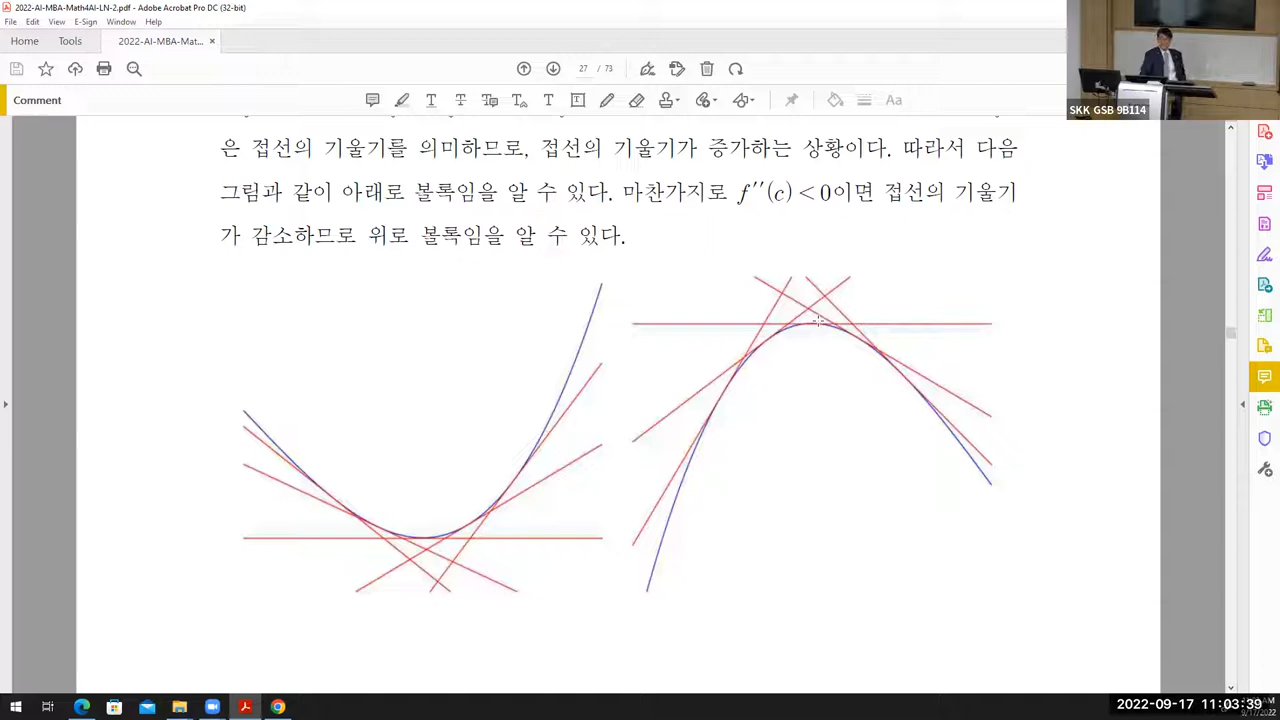 2022-AI-MBA-Math4AI-LN-2.pdf - Adobe Acrobat Pro DC (32-bit)
File Edit View E-Sign Window Help
Home Tools 2022-AI-MBA-Mat... ×
27 / 73
Comment
SKK GSB 9B114
은 접선의 기울기를 의미하므로, 접선의 기울기가 증가하는 상황이다. 따라서 다음
그림과 같이 아래로 볼록임을 알 수 있다. 마찬가지로 f′′(c) < 0이면 접선의 기울기
가 감소하므로 위로 볼록임을 알 수 있다.
2022-09-17 11:03:39